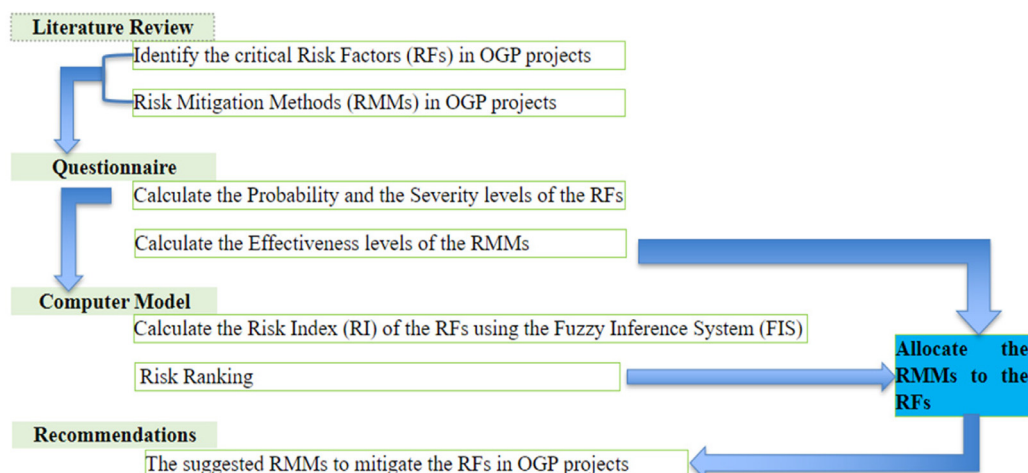 Literature Review
Identify the critical Risk Factors (RFs) in OGP projects
Risk Mitigation Methods (RMMs) in OGP projects
Questionnaire
Calculate the Probability and the Severity levels of the RFs
Calculate the Effectiveness levels of the RMMs
Computer Model
Calculate the Risk Index (RI) of the RFs using the Fuzzy Inference System (FIS)
Risk Ranking
Allocate the
RMMs to the
RFs
Recommendations
The suggested RMMs to mitigate the RFs in OGP projects